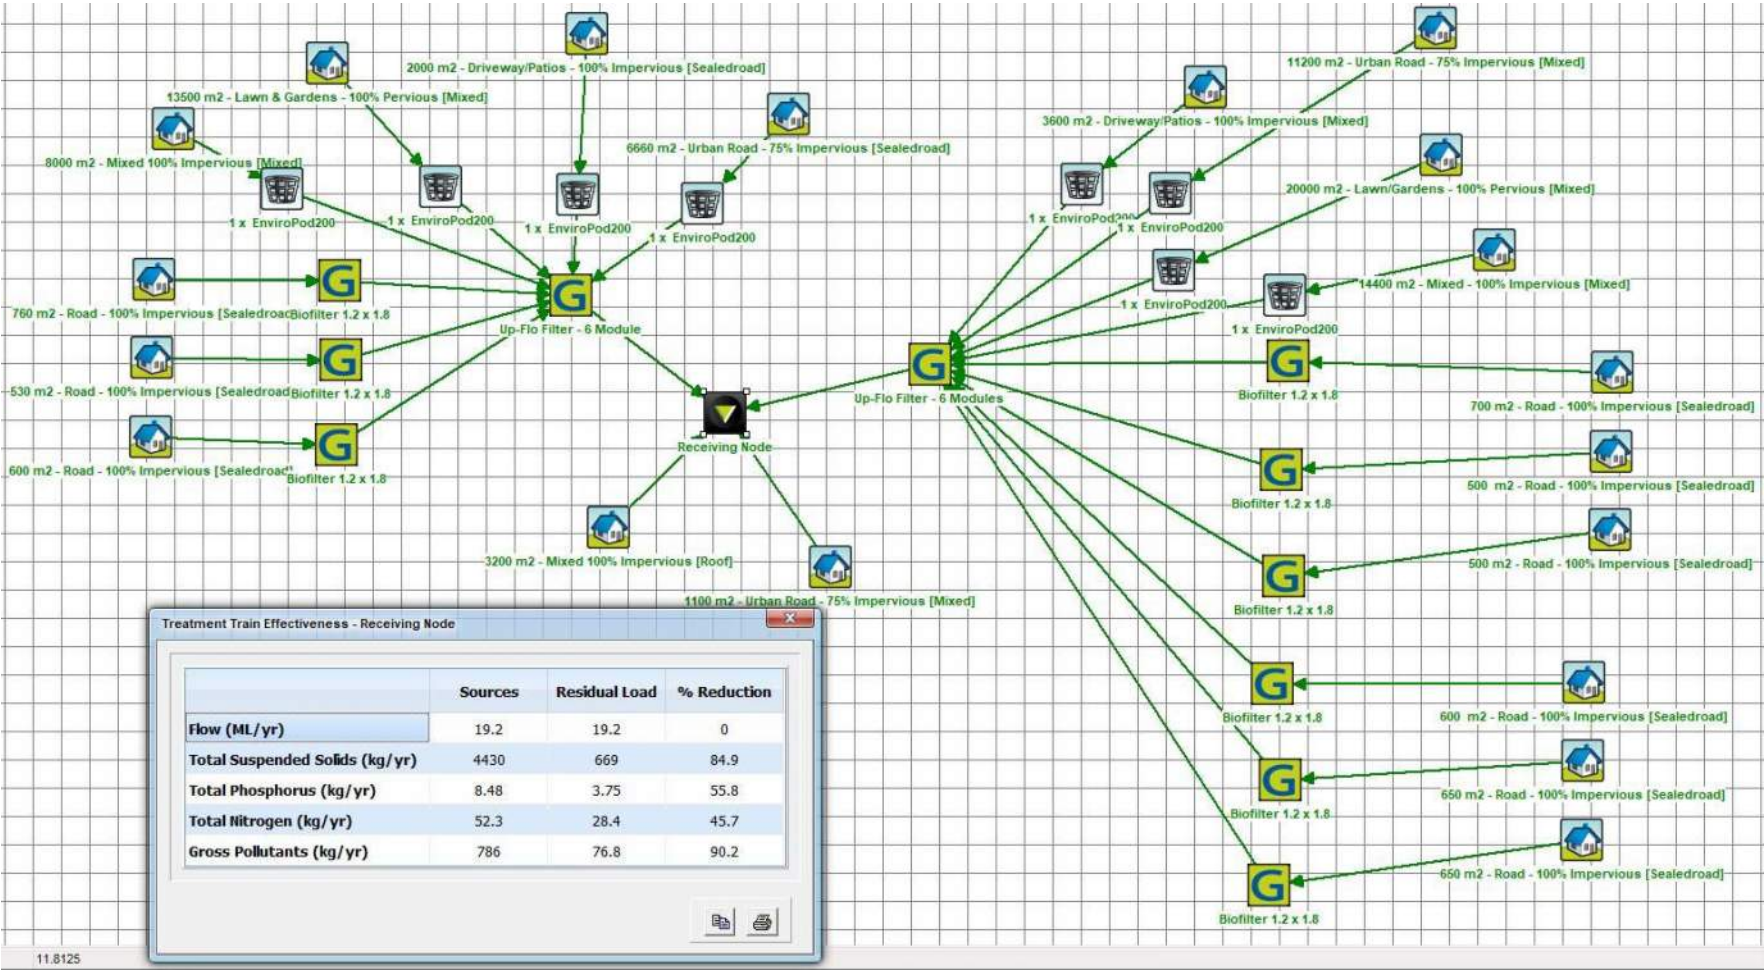 2000 m2 - Driveway/Patios - 100% Impervious [Sealedroad]
11200 m2 - Urban Road - 75% Impervious [Mixed]
13500 m2 - Lawn & Gardens - 100% Pervious [Mixed]
3600 m2 - Driveway/Patios - 100% Impervious [Mixed]
6660 m2 - Urban Road - 75% Impervious [Sealedroad]
8000 m2 - Mixed 100% Impervious [Mixed]
20000 m2 - Lawn/Gardens - 100% Pervious [Mixed]
1 x EnviroPod200
1 x EnviroPod200
1 x EnviroPod200
1 x EnviroPod200
1 x EnviroPod200
1 x EnviroPod200
14400 m2 - Mixed - 100% Impervious [Mixed]
1 x EnviroPod200
1 x EnviroPod200
760 m2 - Road - 100% Impervious [Sealedroad
Biofilter 1.2 x 1.8
Up-Flo Filter - 6 Module
530 m2 - Road - 100% Impervious [Sealedroad
Biofilter 1.2 x 1.8
Up-Flo Filter - 6 Modules
Biofilter 1.2 x 1.8
700 m2 - Road - 100% Impervious [Sealedroad]
Receiving Node
600 m2 - Road - 100% Impervious [Sealedroad
Biofilter 1.2 x 1.8
500 m2 - Road - 100% Impervious [Sealedroad]
Biofilter 1.2 x 1.8
3200 m2 - Mixed 100% Impervious [Roof]
500 m2 - Road - 100% Impervious [Sealedroad]
1100 m2 - Urban Road - 75% Impervious [Mixed]
Biofilter 1.2 x 1.8
Biofilter 1.2 x 1.8
600 m2 - Road - 100% Impervious [Sealedroad]
650 m2 - Road - 100% Impervious [Sealedroad]
Biofilter 1.2 x 1.8
650 m2 - Road - 100% Impervious [Sealedroad]
Biofilter 1.2 x 1.8
Treatment Train Effectiveness - Receiving Node
Sources Residual Load % Reduction
Flow (ML/yr) 19.2 19.2 0
Total Suspended Solids (kg/yr) 4430 669 84.9
Total Phosphorus (kg/yr) 8.48 3.75 55.8
Total Nitrogen (kg/yr) 52.3 28.4 45.7
Gross Pollutants (kg/yr) 786 76.8 90.2
11.8125